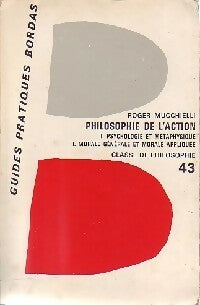 GUIDES PRATIQUES BORDAS
ROGER MUCCHIELLI
PHILOSOPHIE DE L'ACTION
I. PSYCHOLOGIE ET MÉTAPHYSIQUE
II. MORALE GÉNÉRALE ET MORALE APPLIQUÉE
CLASSE DE PHILOSOPHIE
43